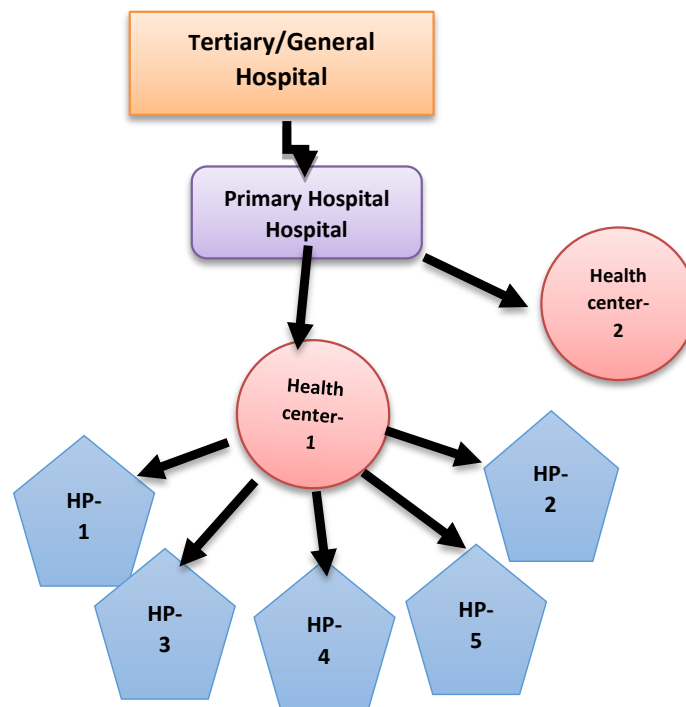 Tertiary/General
Hospital
Primary Hospital
Hospital
Health
center-
2
Health
center-
1
HP-
1
HP-
2
HP-
3
HP-
4
HP-
5